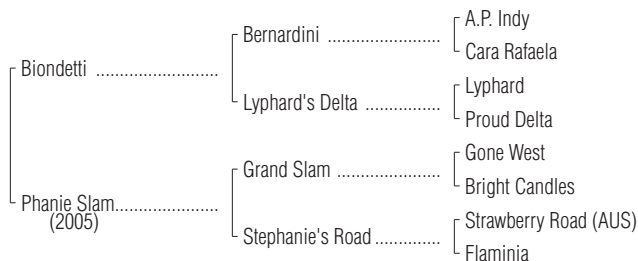 A.P. Indy
Bernardini ........................
Cara Rafaela
Biondetti ..........................
Lyphard
Lyphard's Delta ................
Proud Delta
Gone West
Grand Slam ......................
Bright Candles
Phanie Slam......................
(2005)
Strawberry Road (AUS)
Stephanie's Road..............
Flaminia